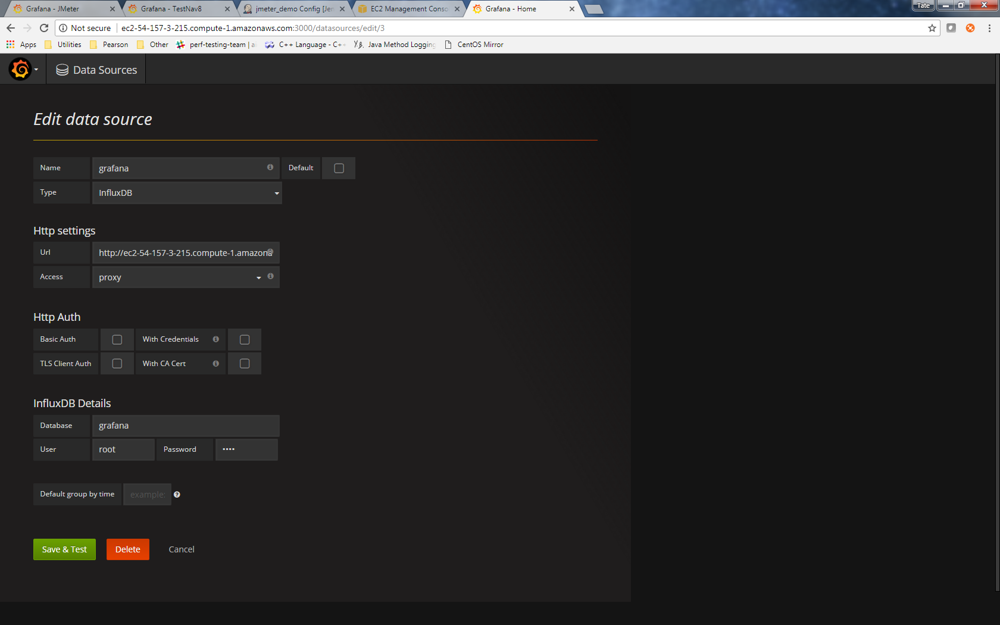 Grafana - JMeter
Grafana - TestNav8
jmeter_demo Config [Jen
EC2 Management Conso
Grafana - Home
Tate
Not secure
ec2-54-157-3-215.compute-1.amazonaws.com:3000/datasources/edit/3
Apps
Utilities
Pearson
Other
perf-testing-team | a
C++ Language - C++
Java Method Logging
CentOS Mirror
Data Sources
Edit data source
Name grafana Default
Type InfluxDB
Http settings
Url http://ec2-54-157-3-215.compute-1.amazona
Access proxy
Http Auth
Basic Auth With Credentials
TLS Client Auth With CA Cert
InfluxDB Details
Database grafana
User root Password ••••
Default group by time example:
Save & Test Delete Cancel